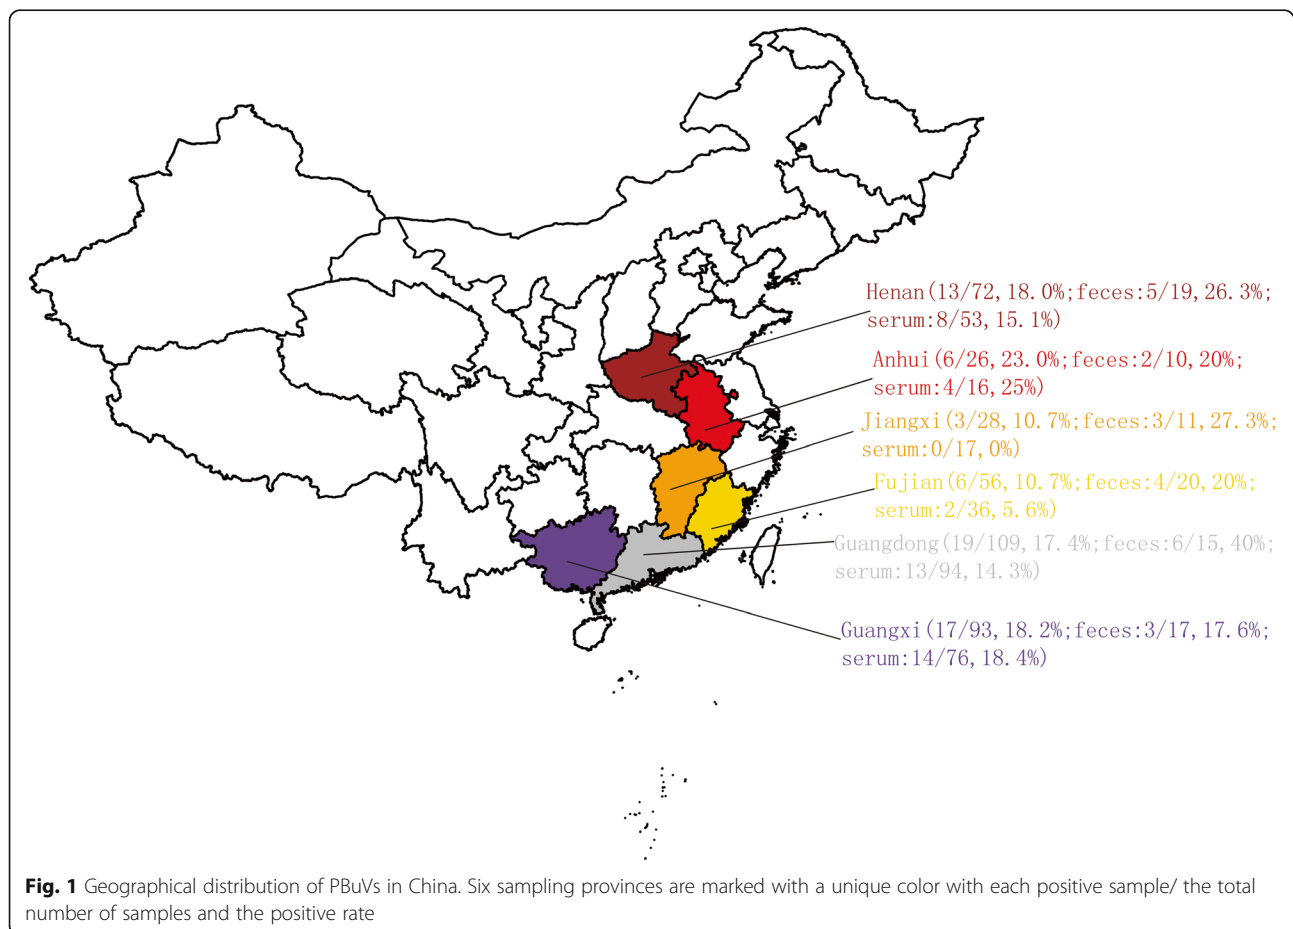 Henan(13/72,18.0%;feces:5/19,26.3%;
serum:8/53,15.1%)
Anhui(6/26,23.0%;feces:2/10,20%;
serum:4/16,25%)
Jiangxi(3/28,10.7%;feces:3/11,27.3%;
serum:0/17,0%)
Fujian(6/56,10.7%;feces:4/20,20%;
serum:2/36,5.6%)
Guangdong(19/109,17.4%;feces:6/15,40%;
serum:13/94,14.3%)
Guangxi(17/93,18.2%;feces:3/17,17.6%;
serum:14/76,18.4%)
Fig. 1 Geographical distribution of PBuVs in China. Six sampling provinces are marked with a unique color with each positive sample/ the total
number of samples and the positive rate